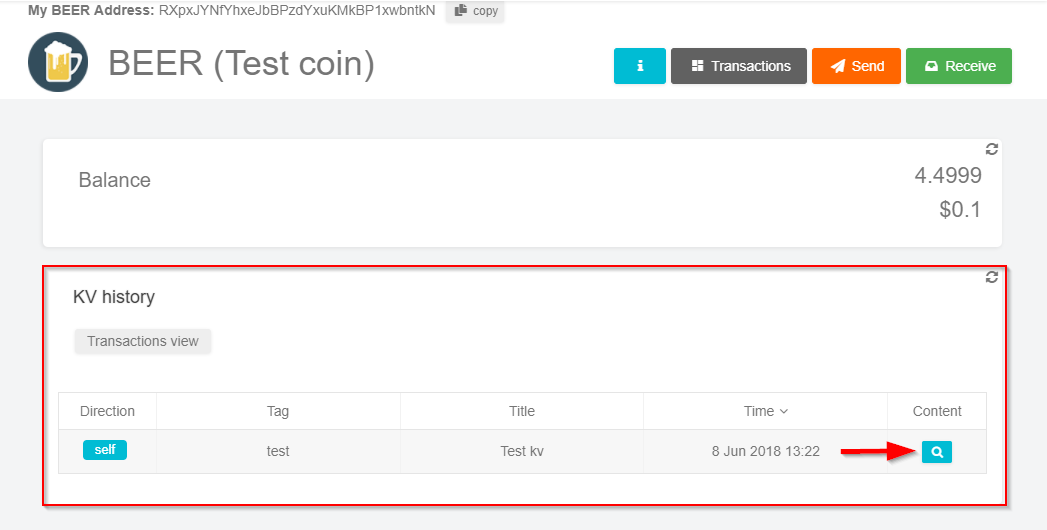 My BEER Address: RXpxJYNfYhxeJbBPzdYxuKMkBP1xwbntkN copy
BEER (Test coin)
i Transactions Send Receive
Balance
4.4999
$0.1
KV history
Transactions view
Direction Tag Title Time Content
self test Test kv 8 Jun 2018 13:22